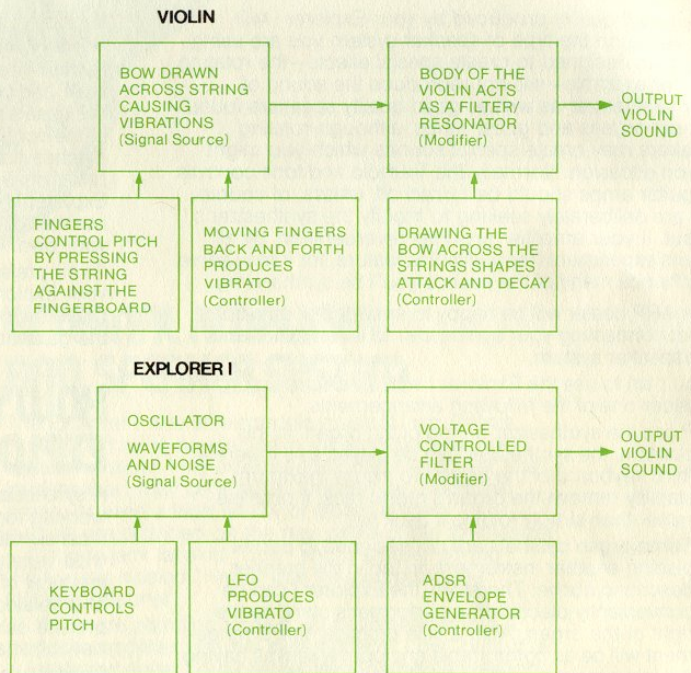 VIOLIN
BOW DRAWN
ACROSS STRING
CAUSING
VIBRATIONS
(Signal Source)
BODY OF THE
VIOLIN ACTS
AS A FILTER/
RESONATOR
(Modifier)
OUTPUT
VIOLIN
SOUND
FINGERS
CONTROL PITCH
BY PRESSING
THE STRING
AGAINST THE
FINGERBOARD
MOVING FINGERS
BACK AND FORTH
PRODUCES
VIBRATO
(Controller)
DRAWING THE
BOW ACROSS THE
STRINGS SHAPES
ATTACK AND DECAY
EXPLORER I
OSCILLATOR
WAVEFORMS
AND NOISE
(Signal Source)
VOLTAGE
CONTROLLED
FILTER
(Modifier)
OUTPUT
VIOLIN
SOUND
KEYBOARD
CONTROLS
PITCH
LFO
PRODUCES
VIBRATO
(Controller)
ADSR
ENVELOPE
GENERATOR
(Controller)